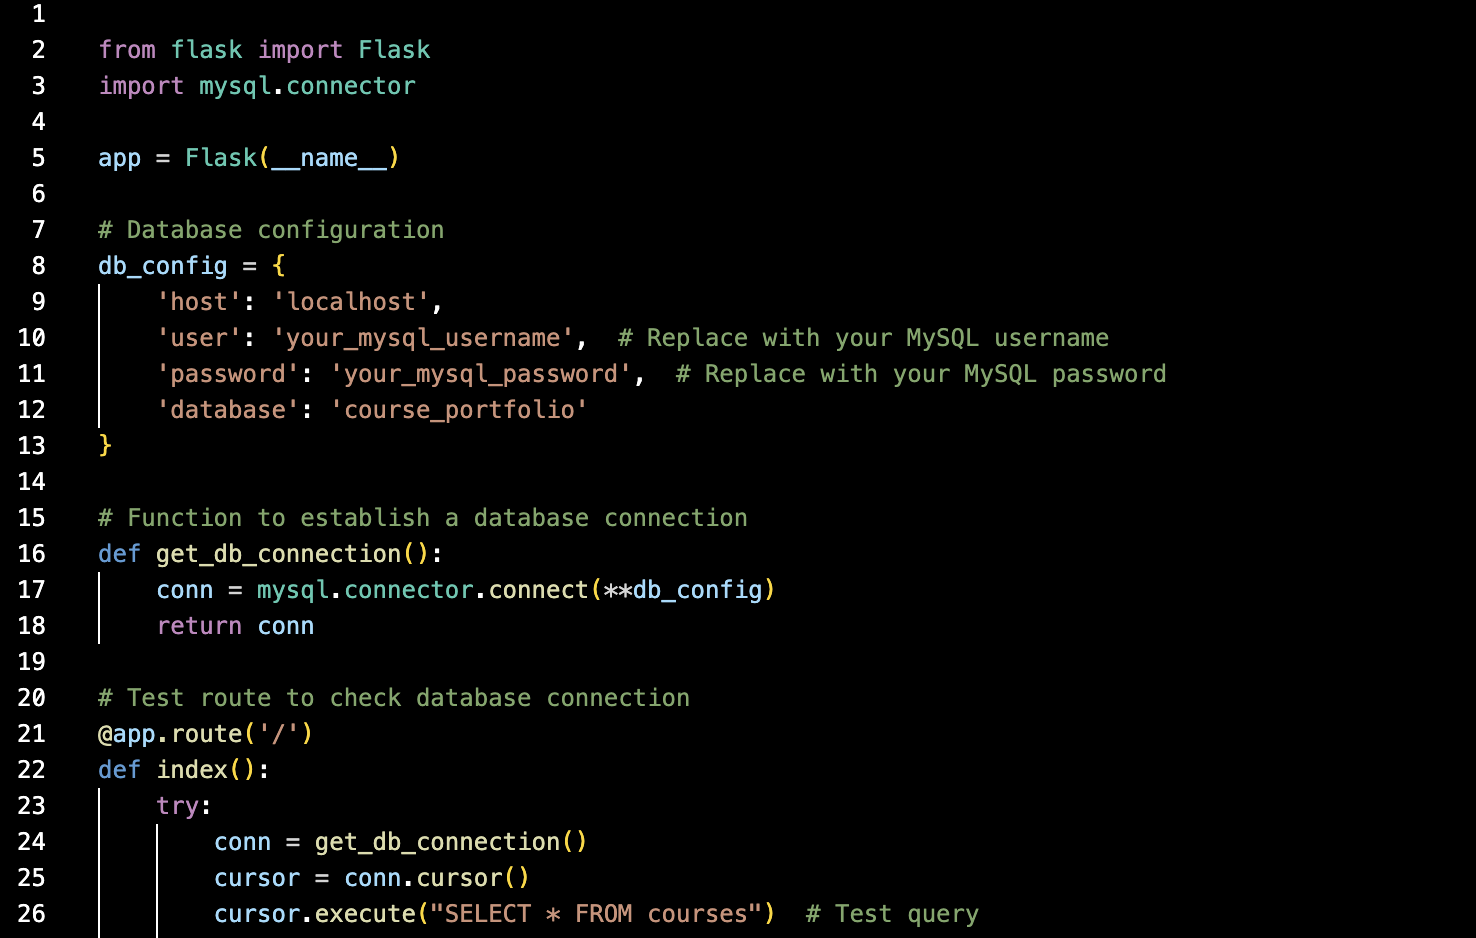 1
2 from flask import Flask
3 import mysql.connector
4
5 app = Flask(__name__)
6
7 # Database configuration
8 db_config = {
9     'host': 'localhost',
10     'user': 'your_mysql_username',  # Replace with your MySQL username
11     'password': 'your_mysql_password',  # Replace with your MySQL password
12     'database': 'course_portfolio'
13 }
14
15 # Function to establish a database connection
16 def get_db_connection():
17     conn = mysql.connector.connect(**db_config)
18     return conn
19
20 # Test route to check database connection
21 @app.route('/')
22 def index():
23     try:
24         conn = get_db_connection()
25         cursor = conn.cursor()
26         cursor.execute("SELECT * FROM courses")  # Test query